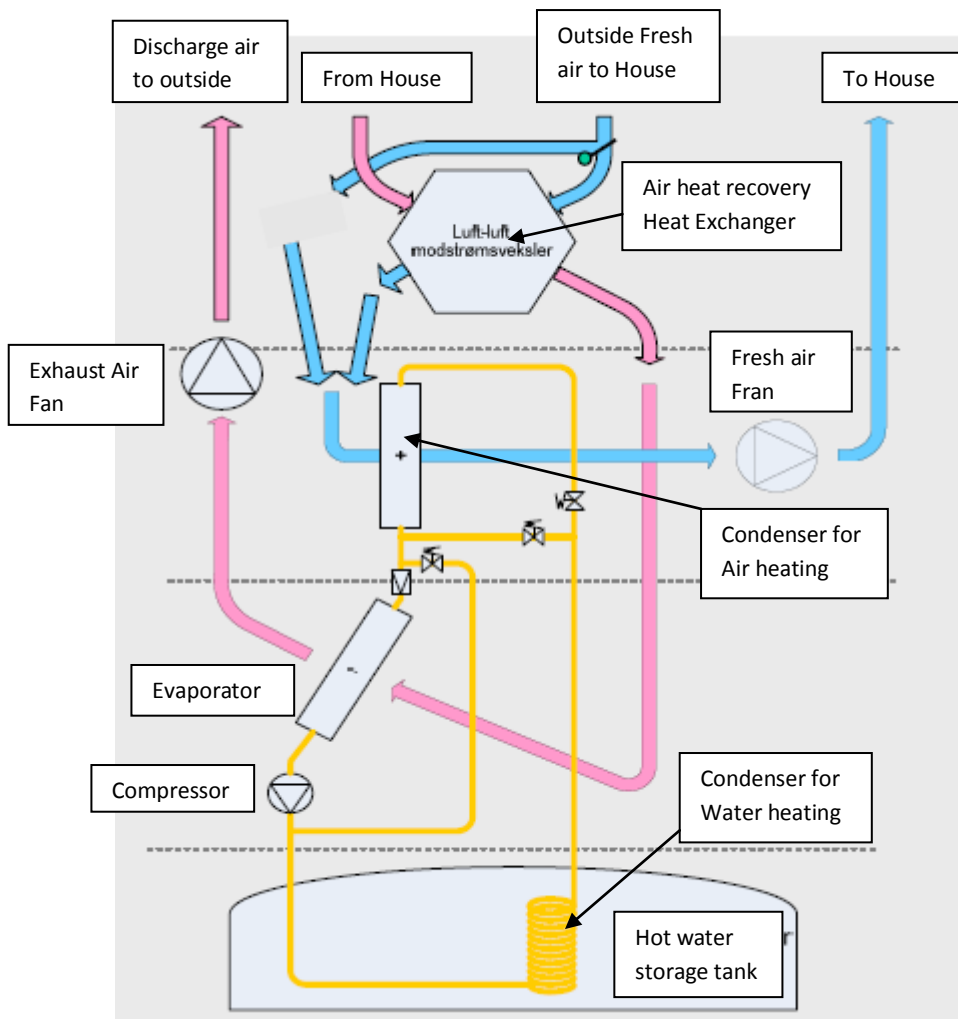 Discharge air
to outside
From House
Outside Fresh
air to House
To House
Air heat recovery
Heat Exchanger
Luft-luft
modstrømsveksler
Exhaust Air
Fan
Fresh air
Fran
+
Condenser for
Air heating
-
Evaporator
Compressor
Condenser for
Water heating
Hot water
storage tank
r